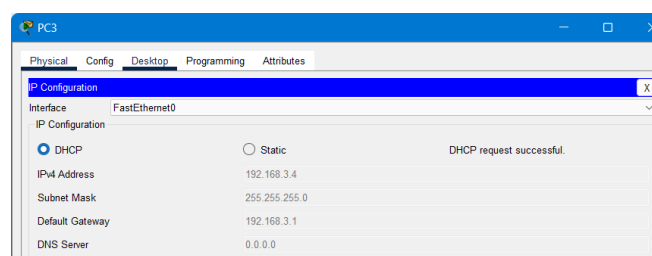 PC3
Physical Config Desktop Programming Attributes
IP Configuration X
Interface FastEthernet0
IP Configuration
DHCP Static DHCP request successful.
IPv4 Address 192.168.3.4
Subnet Mask 255.255.255.0
Default Gateway 192.168.3.1
DNS Server 0.0.0.0